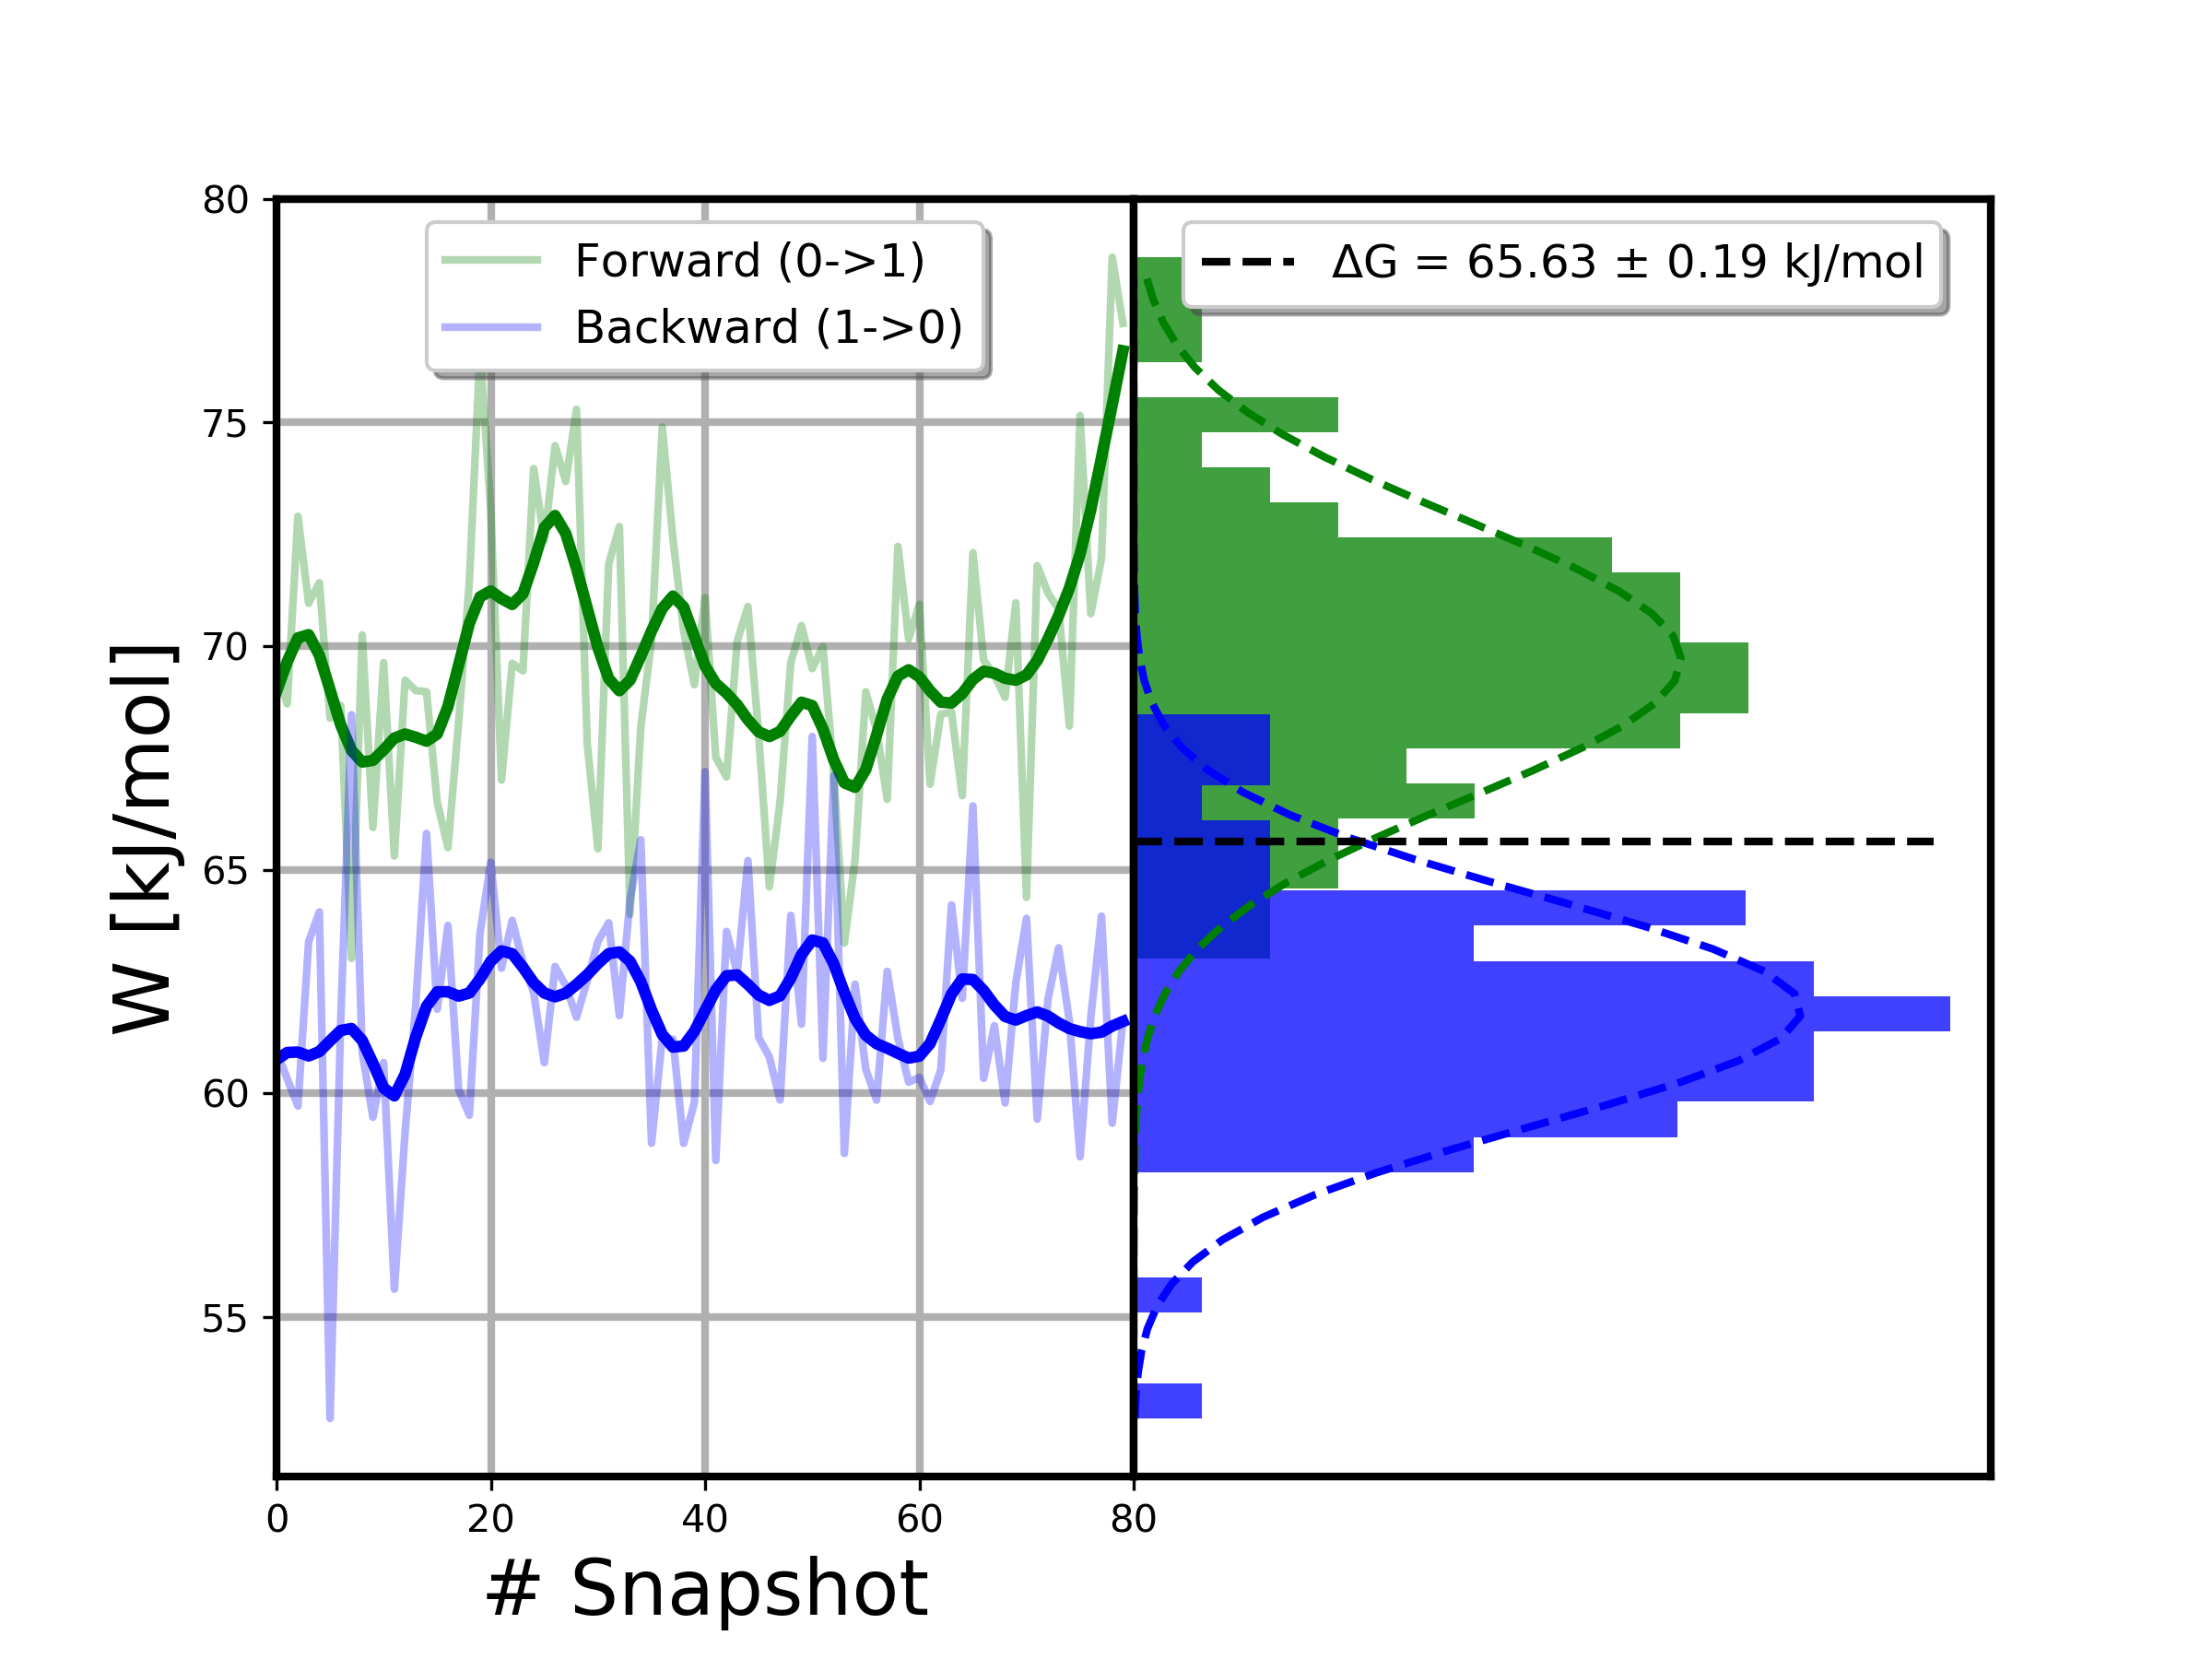 W [kJ/mol]
80
75
70
65
60
55
Forward (0->1)
Backward (1->0)
ΔG = 65.63 ± 0.19 kJ/mol
0 20 40 60 80
# Snapshot